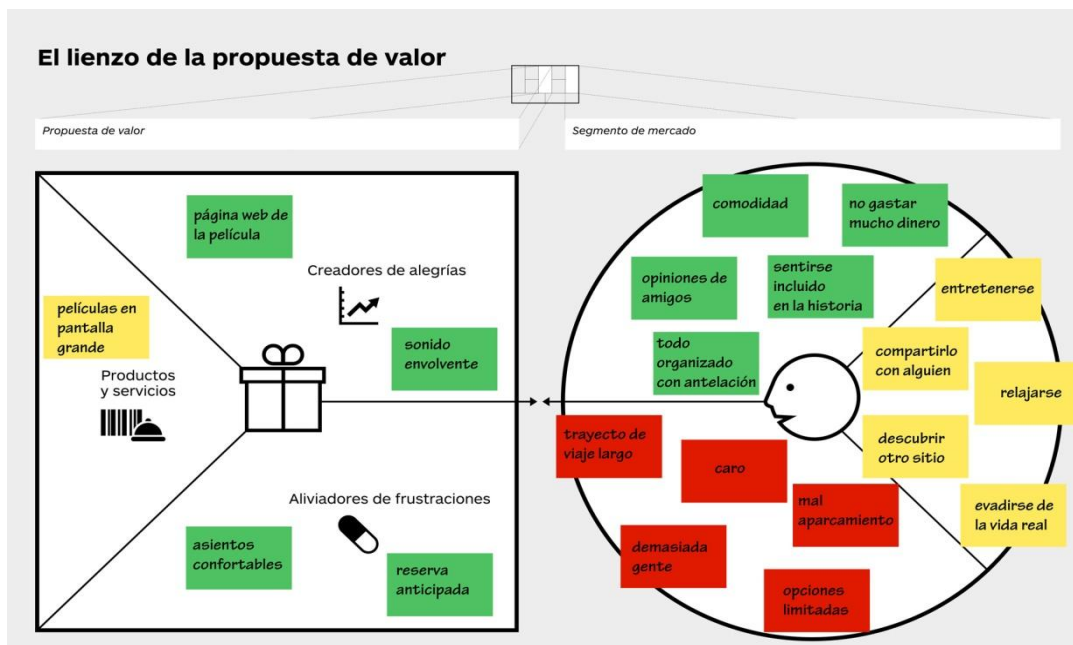 El lienzo de la propuesta de valor
Propuesta de valor
Segmento de mercado
página web de
la película
Creadores de alegrías
películas en
pantalla
grande
sonido
envolvente
Productos
y servicios
Aliviadores de frustraciones
asientos
confortables
reserva
anticipada
comodidad
no gastar
mucho dinero
opiniones de
amigos
sentirse
incluido
en la historia
entretenerse
todo
organizado
con antelación
compartirlo
con alguien
relajarse
trayecto de
viaje largo
caro
descubrir
otro sitio
mal
aparcamiento
evadirse de
la vida real
demasiada
gente
opciones
limitadas